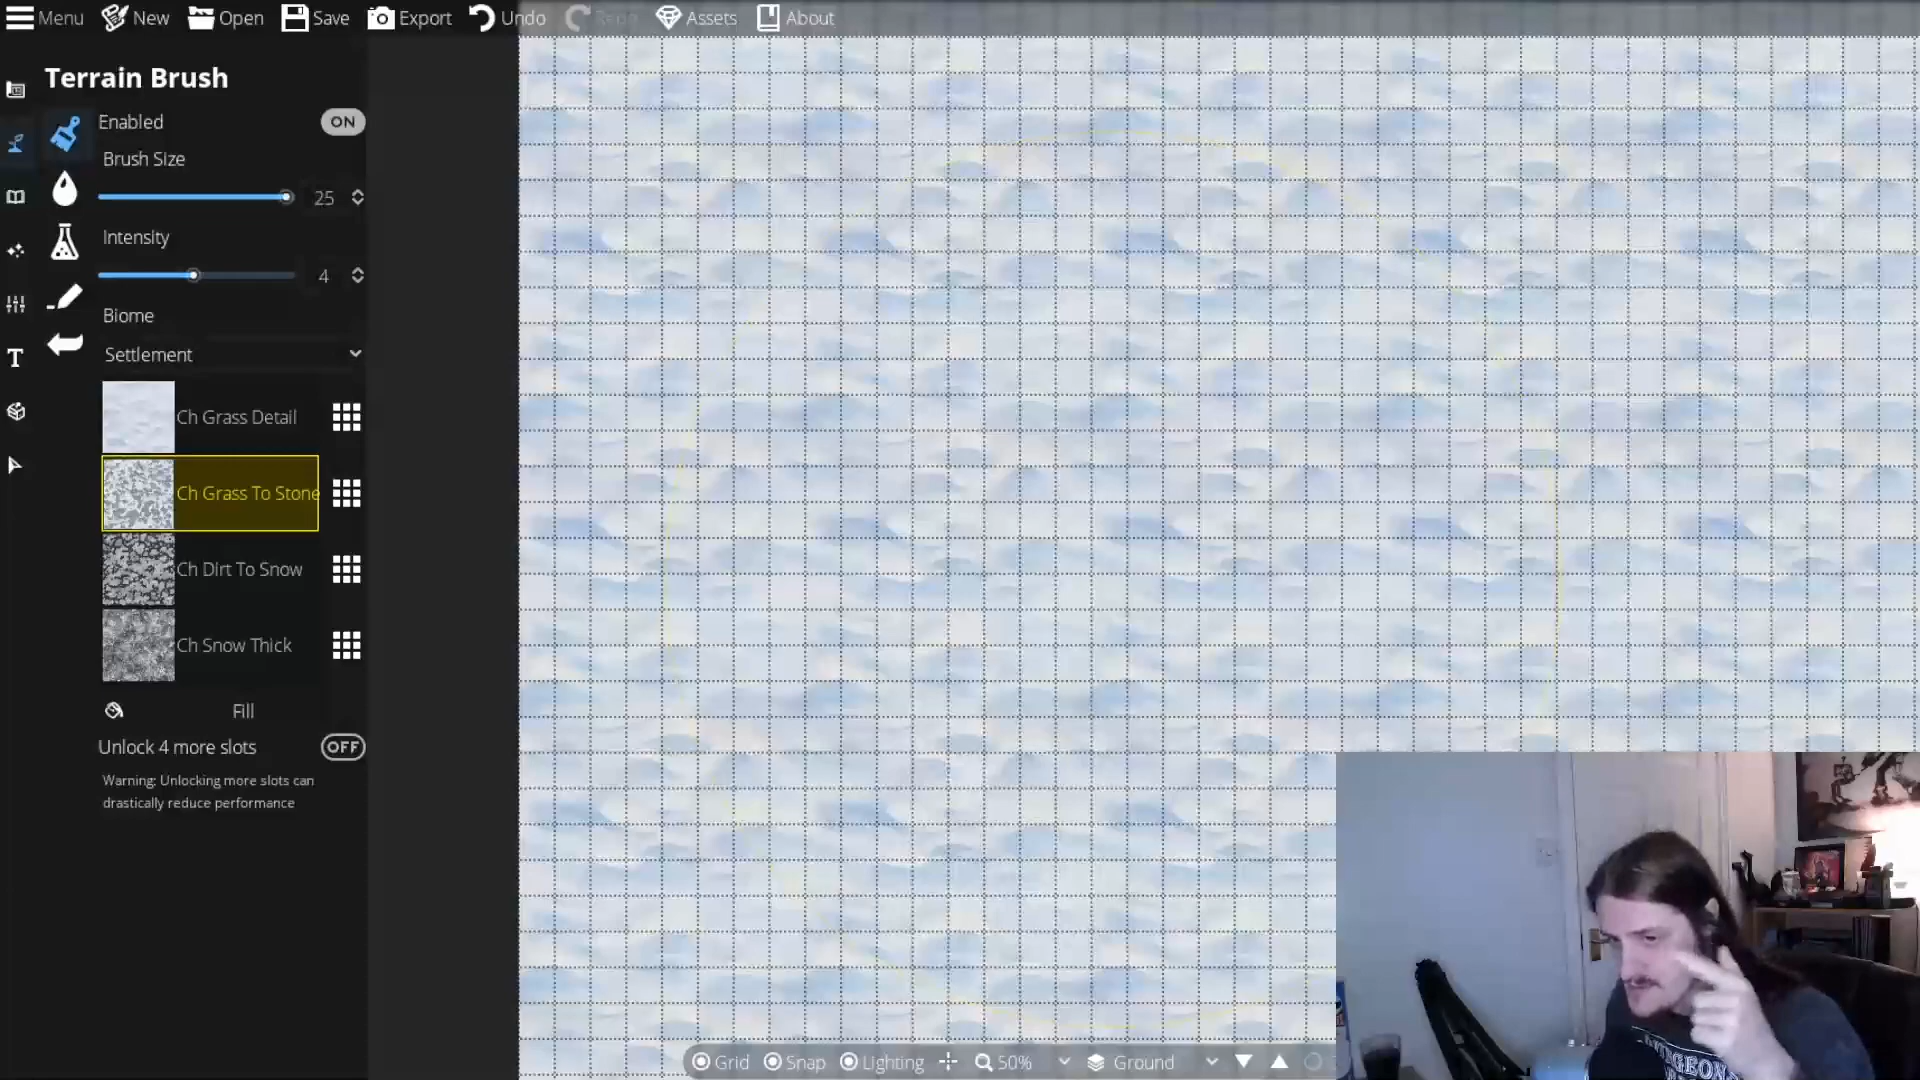 Menu New Open Save Export Undo Redo Assets About
Terrain Brush
Enabled ON
Brush Size
25
Intensity
4
Biome
Settlement
Ch Grass Detail
Ch Grass To Stone
Ch Dirt To Snow
Ch Snow Thick
Fill
Unlock 4 more slots OFF
Warning: Unlocking more slots can
drastically reduce performance
T
Grid Snap Lighting 50% Ground